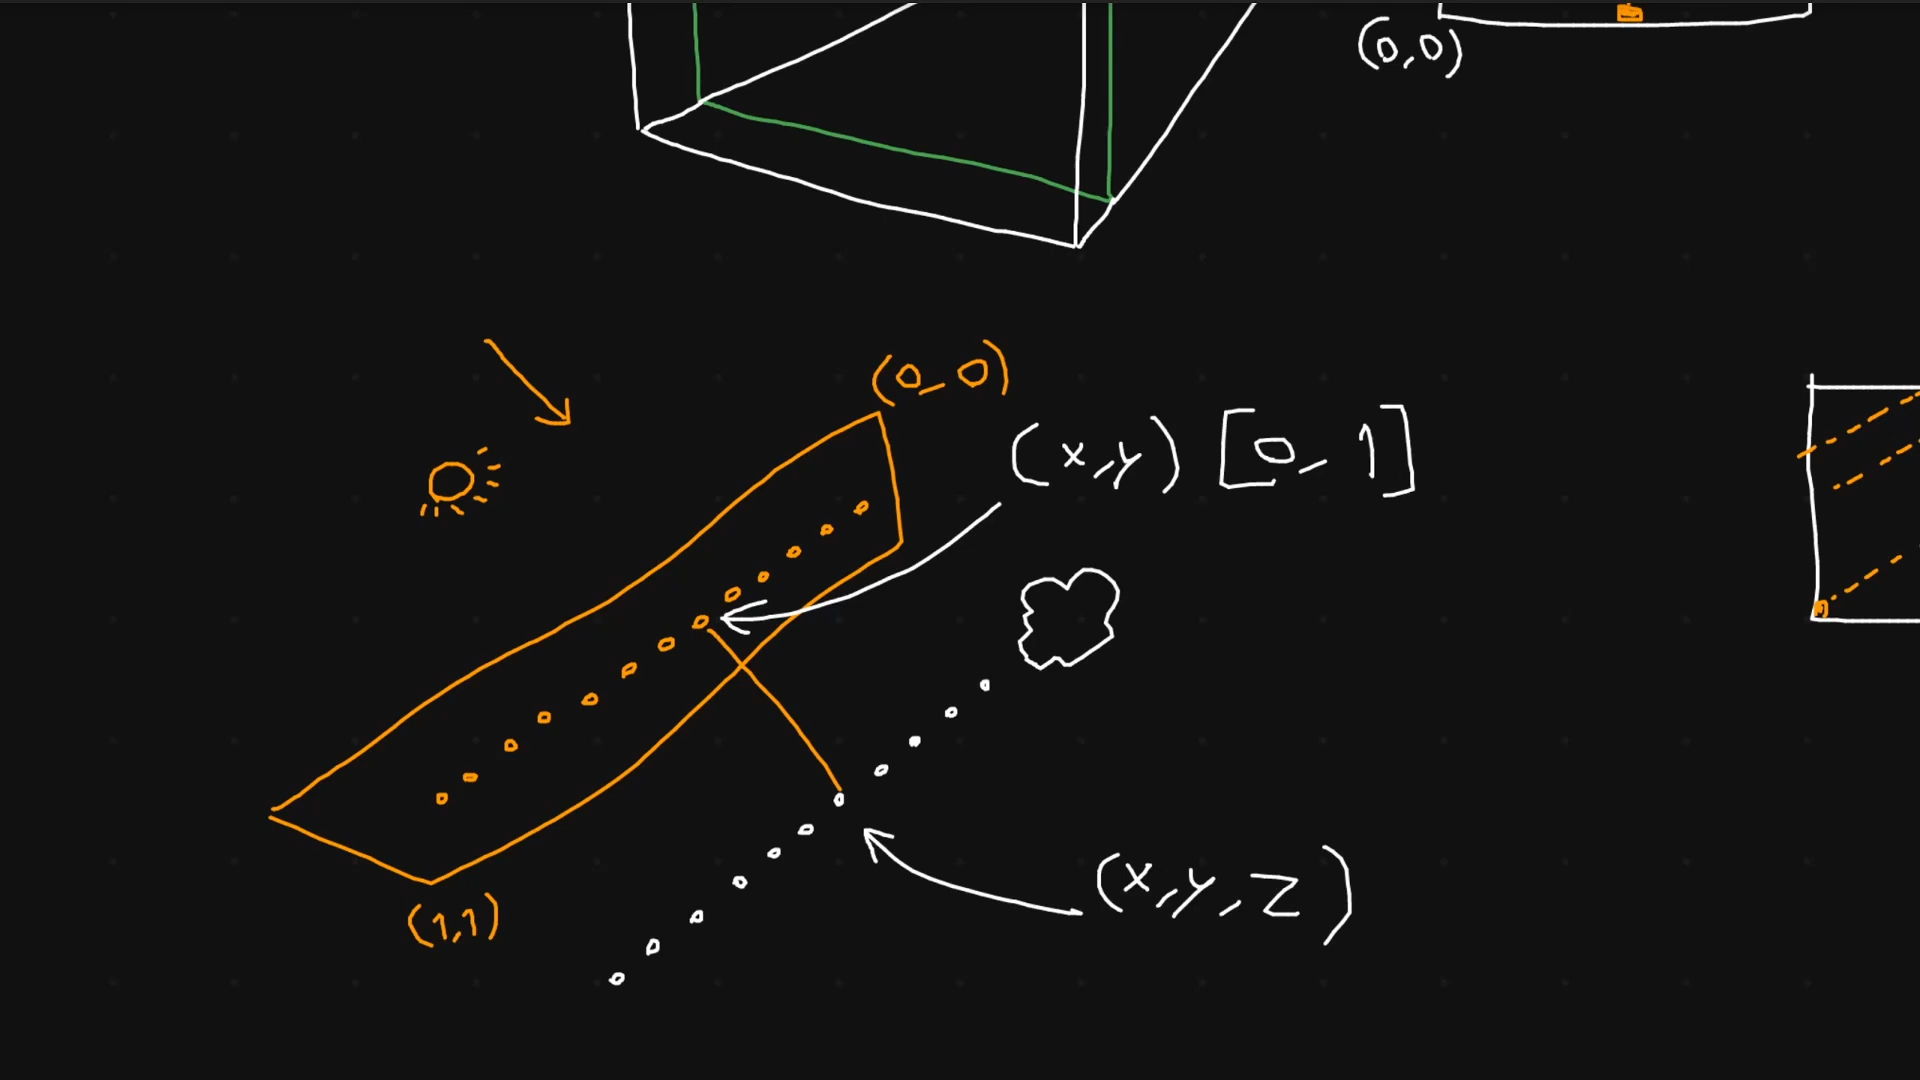 (0,0)
(0,0)
(x,y) [0,1]
(x,y,z)
(1,1)